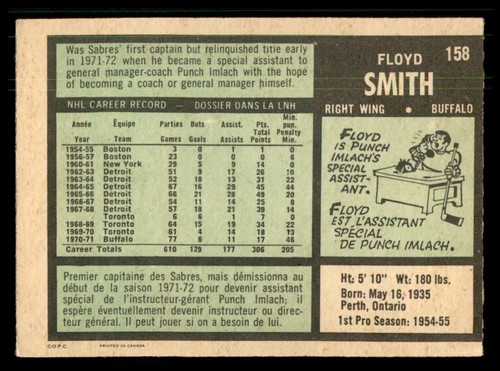 Was Sabres' first captain but relinquished title early
in 1971-72 when he became a special assistant to
general manager-coach Punch Imlach with the hope
of becoming a coach or general manager himself.
158
FLOYD
SMITH
RIGHT WING • BUFFALO
NHL CAREER RECORD — DOSSIER DANS LA LNH
Année Équipe Parties Buts Assist. Pts. Min. pun.
Year Team Games Goals Assists Total Points Penalty Min.
1954-55 Boston 3 0 1 1 0
1956-57 Boston 23 0 0 0 6
1960-61 New York 29 5 9 14 0
1962-63 Detroit 51 9 17 26 10
1963-64 Detroit 52 18 13 31 22
1964-65 Detroit 67 16 29 45 44
1965-66 Detroit 66 21 28 49 20
1966-67 Detroit 54 11 14 25 8
1967-68 Detroit 57 18 21 39 14
Toronto 6 6 1 7 0
1968-69 Toronto 64 15 19 34 22
1969-70 Toronto 61 4 14 18 13
1970-71 Buffalo 77 6 11 17 46
Career Totals 610 129 177 306 205
FLOYD
IS PUNCH
IMLACH'S
SPECIAL
ASSIST-
ANT.
FLOYD
EST L'ASSISTANT
SPÉCIAL
DE PUNCH IMLACH.
Premier capitaine des Sabres, mais démissionna au
début de la saison 1971-72 pour devenir assistant
spécial de l'instructeur-gérant Punch Imlach; il
espère éventuellement devenir instructeur ou dir-
ecteur général. Il peut jouer si on a besoin de lui.
Ht: 5' 10" Wt: 180 lbs.
Born: May 16, 1935
Perth, Ontario
1st Pro Season: 1954-55
©O.P.C. PRINTED IN CANADA